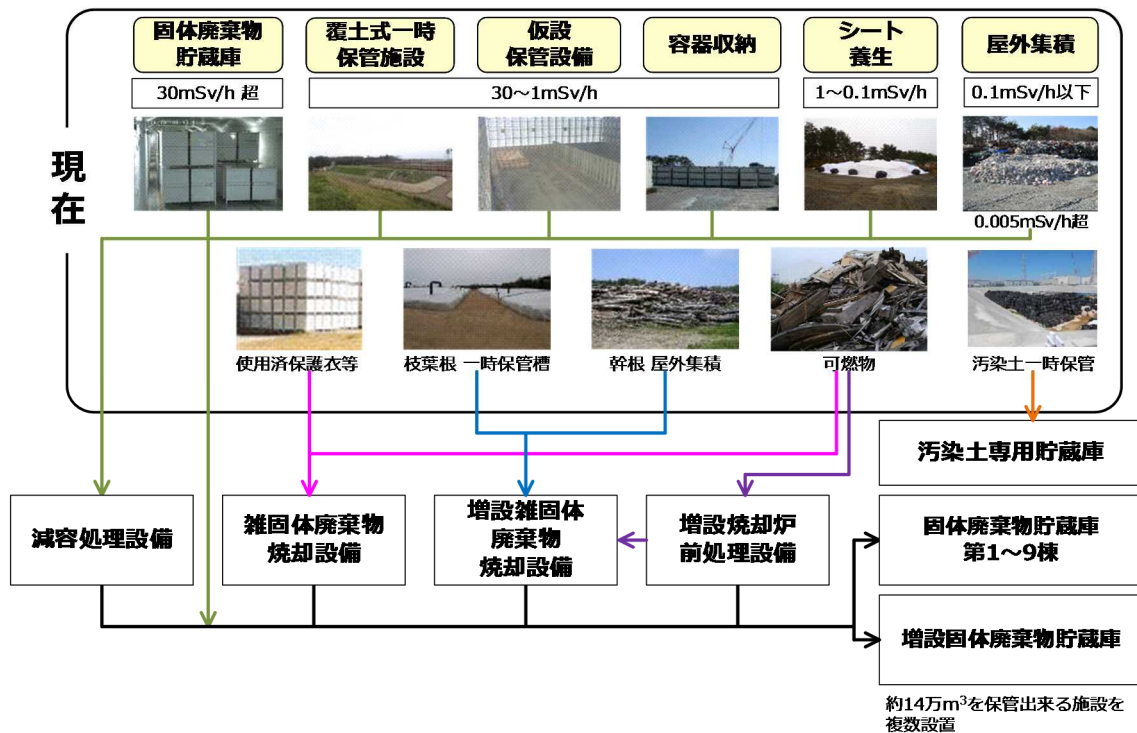 固体廃棄物
貯蔵庫
覆土式一時
保管施設
仮設
保管設備
容器収納
シート
養生
屋外集積
30mSv/h 超
30～1mSv/h
1～0.1mSv/h
0.1mSv/h以下
現在
0.005mSv/h超
使用済保護衣等
枝葉根 一時保管槽
幹根 屋外集積
可燃物
汚染土一時保管
汚染土専用貯蔵庫
減容処理設備
雑固体廃棄物
焼却設備
増設雑固体
廃棄物
焼却設備
増設焼却炉
前処理設備
固体廃棄物貯蔵庫
第1～9棟
増設固体廃棄物貯蔵庫
約14万m³を保管出来る施設を
複数設置